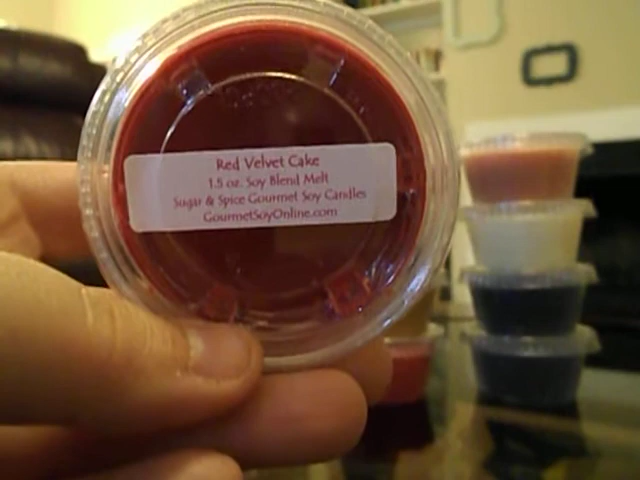 Red Velvet Cake
1.5 oz. Soy Blend Melt
Sugar & Spice Gourmet Soy Candles
GourmetSoyOnline.com